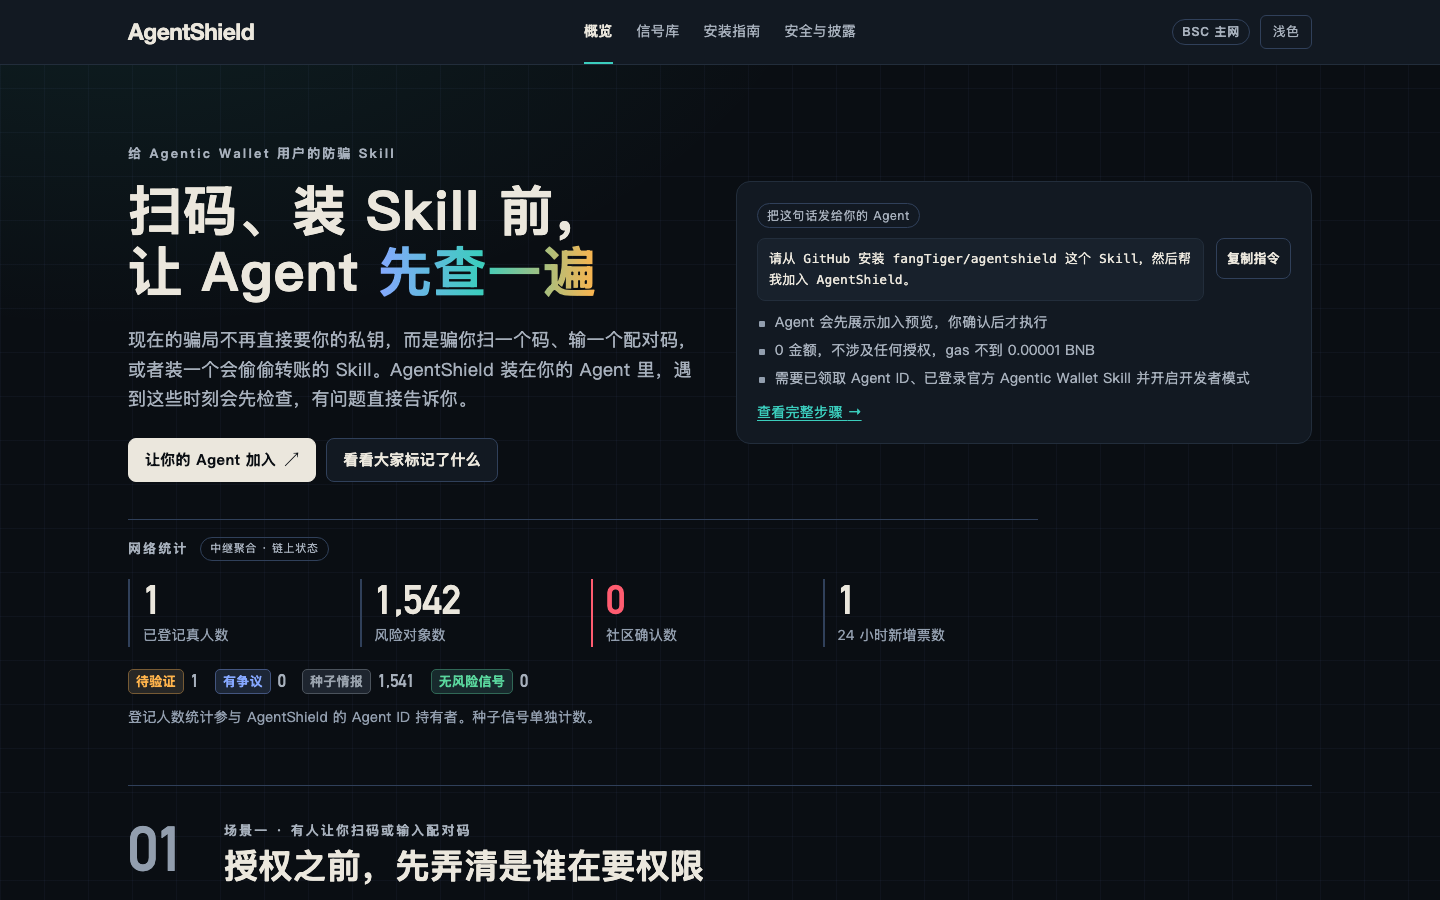 AgentShield
概览
信号库
安装指南
安全与披露
BSC 主网
浅色
给 Agentic Wallet 用户的防骗 Skill
扫码、装 Skill 前，
让 Agent 先查一遍
现在的骗局不再直接要你的私钥，而是骗你扫一个码、输一个配对码，
或者装一个会偷偷转账的 Skill。AgentShield 装在你的 Agent 里，遇
到这些时刻会先检查，有问题直接告诉你。
让你的 Agent 加入 ↗
看看大家标记了什么
把这句话发给你的 Agent
请从 GitHub 安装 fangTiger/agentshield 这个 Skill，然后帮
我加入 AgentShield。
复制指令
Agent 会先展示加入预览，你确认后才执行
0 金额，不涉及任何授权，gas 不到 0.00001 BNB
需要已领取 Agent ID、已登录官方 Agentic Wallet Skill 并开启开发者模式
查看完整步骤 →
网络统计
中继聚合 · 链上状态
1
已登记真人数
1,542
风险对象数
0
社区确认数
1
24 小时新增票数
待验证 1
有争议 0
种子情报 1,541
无风险信号 0
登记人数统计参与 AgentShield 的 Agent ID 持有者。种子信号单独计数。
01
场景一 · 有人让你扫码或输入配对码
授权之前，先弄清是谁在要权限